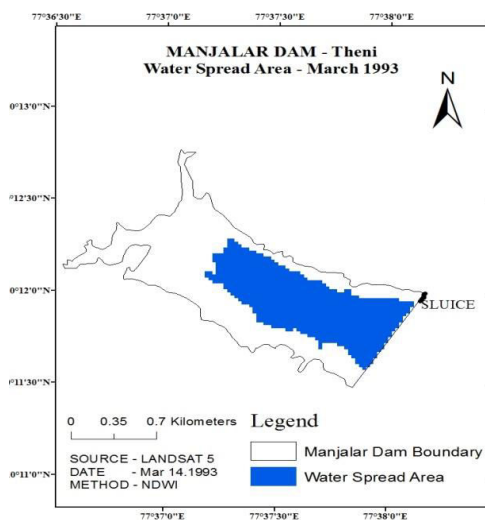 77°36'30"E 77°37'0"E 77°37'30"E 77°38'0"E
MANJALAR DAM - Theni
Water Spread Area - March 1993
N
0°13'0"N
0°12'30"N
0°12'0"N
SLUICE
0°11'30"N
0 0.35 0.7 Kilometers
Legend
Manjalar Dam Boundary
Water Spread Area
SOURCE - LANDSAT 5
DATE - Mar 14.1993
METHOD - NDWI
0°11'0"N
77°37'0"E 77°37'30"E 77°38'0"E